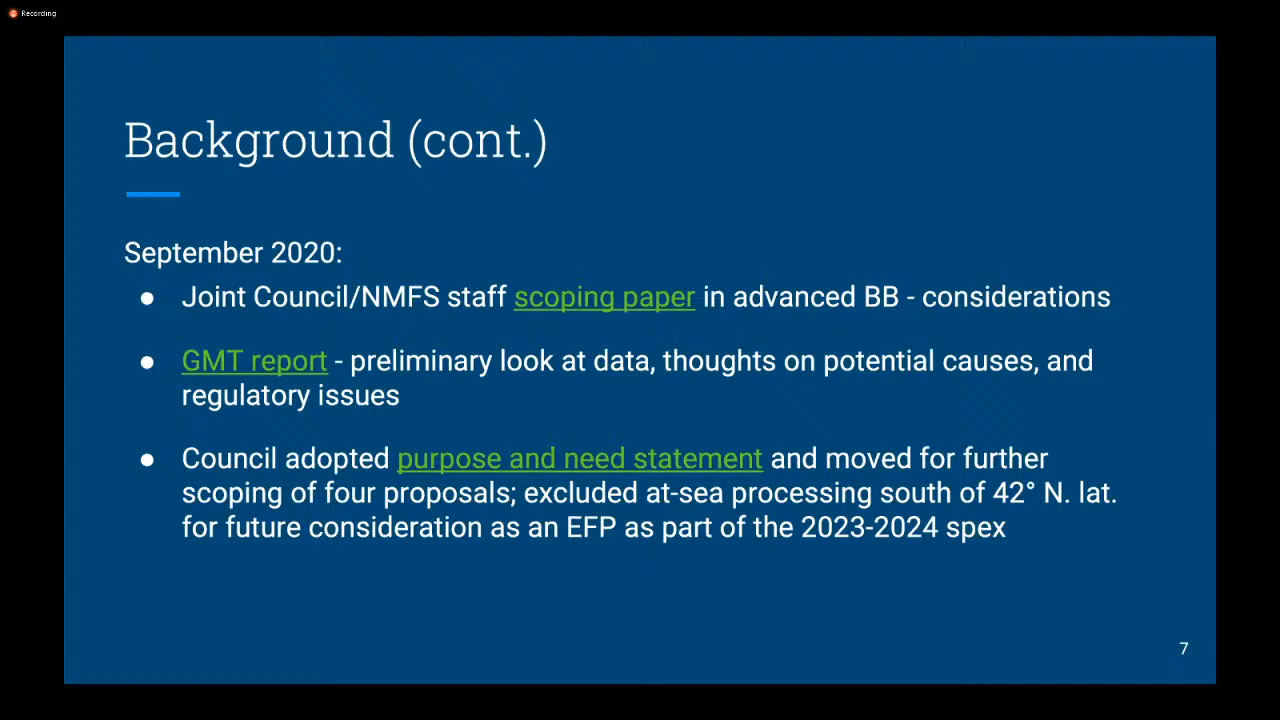 Recording
Background (cont.)
September 2020:
● Joint Council/NMFS staff scoping paper in advanced BB - considerations
● GMT report - preliminary look at data, thoughts on potential causes, and
regulatory issues
● Council adopted purpose and need statement and moved for further
scoping of four proposals; excluded at-sea processing south of 42° N. lat.
for future consideration as an EFP as part of the 2023-2024 spex
7